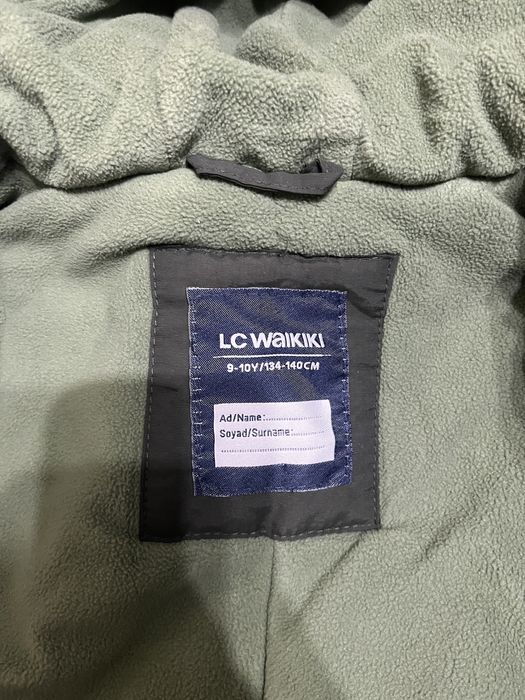 LC WAIKIKI
9-10Y/134-140CM
Ad/Name:
Soyad/Surname: